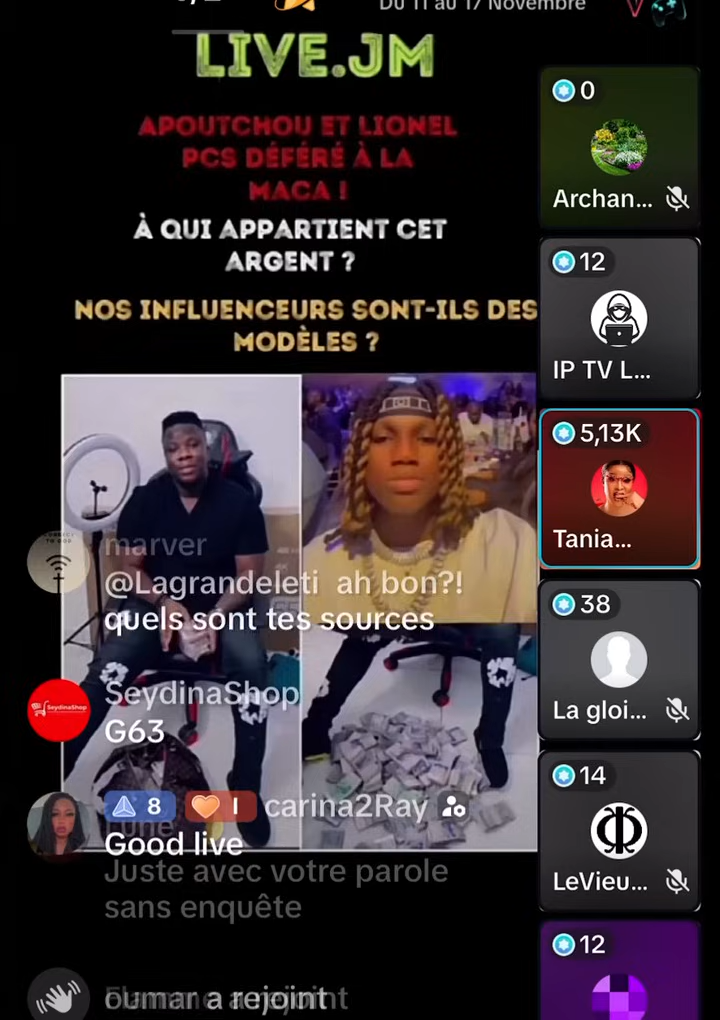 Du 11 au 17 Novembre
LIVE.JM
APOUTCHOU ET LIONEL
PCS DÉFÉRÉ À LA
MACA !
À QUI APPARTIENT CET
ARGENT ?
NOS INFLUENCEURS SONT-ILS DES
MODÈLES ?
0
Archan...
12
IP TV L...
5,13K
Tania...
38
La gloi...
14
LeVieu...
12
marver
@Lagrandeleti ah bon?!
quels sont tes sources
SeydinaShop
SeydinaShop
G63
8
1
carina2Ray
Good live
Juste avec votre parole
sans enquête
oumar a rejoint